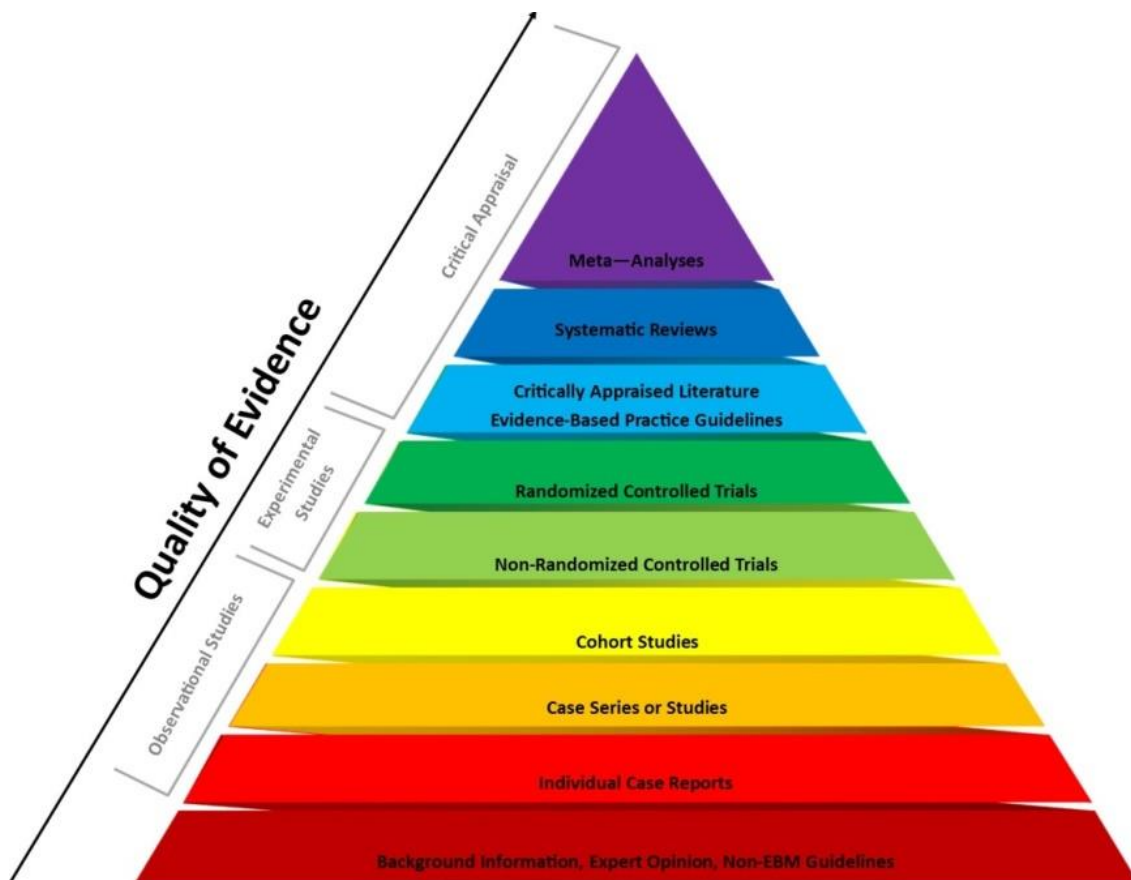 Quality of Evidence
Critical Appraisal
Experimental
Studies
Observational Studies
Meta—Analyses
Systematic Reviews
Critically Appraised Literature
Evidence-Based Practice Guidelines
Randomized Controlled Trials
Non-Randomized Controlled Trials
Cohort Studies
Case Series or Studies
Individual Case Reports
Background Information, Expert Opinion, Non-EBM Guidelines